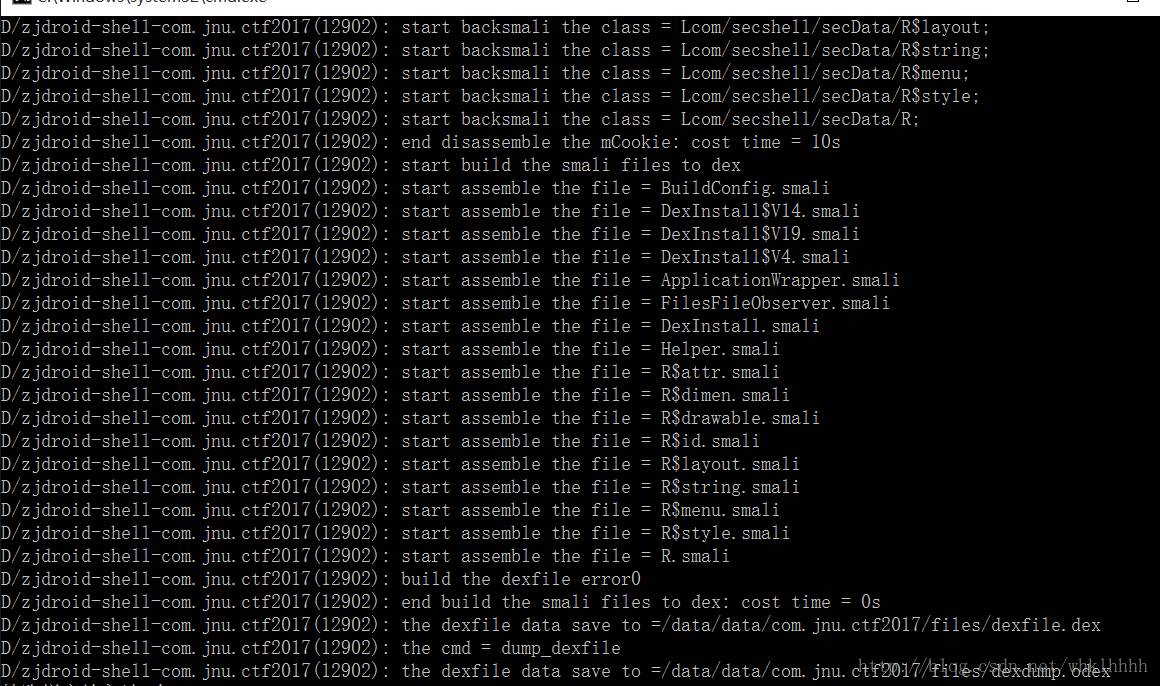 C:\Windows\system32\cmd.exe
D/zjdroid-shell-com.jnu.ctf2017(12902): start backsmali the class = Lcom/secshell/secData/R$layout;
D/zjdroid-shell-com.jnu.ctf2017(12902): start backsmali the class = Lcom/secshell/secData/R$string;
D/zjdroid-shell-com.jnu.ctf2017(12902): start backsmali the class = Lcom/secshell/secData/R$menu;
D/zjdroid-shell-com.jnu.ctf2017(12902): start backsmali the class = Lcom/secshell/secData/R$style;
D/zjdroid-shell-com.jnu.ctf2017(12902): start backsmali the class = Lcom/secshell/secData/R;
D/zjdroid-shell-com.jnu.ctf2017(12902): end disassemble the mCookie: cost time = 10s
D/zjdroid-shell-com.jnu.ctf2017(12902): start build the smali files to dex
D/zjdroid-shell-com.jnu.ctf2017(12902): start assemble the file = BuildConfig.smali
D/zjdroid-shell-com.jnu.ctf2017(12902): start assemble the file = DexInstall$V14.smali
D/zjdroid-shell-com.jnu.ctf2017(12902): start assemble the file = DexInstall$V19.smali
D/zjdroid-shell-com.jnu.ctf2017(12902): start assemble the file = DexInstall$V4.smali
D/zjdroid-shell-com.jnu.ctf2017(12902): start assemble the file = ApplicationWrapper.smali
D/zjdroid-shell-com.jnu.ctf2017(12902): start assemble the file = FilesFileObserver.smali
D/zjdroid-shell-com.jnu.ctf2017(12902): start assemble the file = DexInstall.smali
D/zjdroid-shell-com.jnu.ctf2017(12902): start assemble the file = Helper.smali
D/zjdroid-shell-com.jnu.ctf2017(12902): start assemble the file = R$attr.smali
D/zjdroid-shell-com.jnu.ctf2017(12902): start assemble the file = R$dimen.smali
D/zjdroid-shell-com.jnu.ctf2017(12902): start assemble the file = R$drawable.smali
D/zjdroid-shell-com.jnu.ctf2017(12902): start assemble the file = R$id.smali
D/zjdroid-shell-com.jnu.ctf2017(12902): start assemble the file = R$layout.smali
D/zjdroid-shell-com.jnu.ctf2017(12902): start assemble the file = R$string.smali
D/zjdroid-shell-com.jnu.ctf2017(12902): start assemble the file = R$menu.smali
D/zjdroid-shell-com.jnu.ctf2017(12902): start assemble the file = R$style.smali
D/zjdroid-shell-com.jnu.ctf2017(12902): start assemble the file = R.smali
D/zjdroid-shell-com.jnu.ctf2017(12902): build the dexfile error0
D/zjdroid-shell-com.jnu.ctf2017(12902): end build the smali files to dex: cost time = 0s
D/zjdroid-shell-com.jnu.ctf2017(12902): the dexfile data save to =/data/data/com.jnu.ctf2017/files/dexfile.dex
D/zjdroid-shell-com.jnu.ctf2017(12902): the cmd = dump_dexfile
D/zjdroid-shell-com.jnu.ctf2017(12902): the dexfile data save to =/data/data/com.jnu.ctf2017/files/dexdump.odex